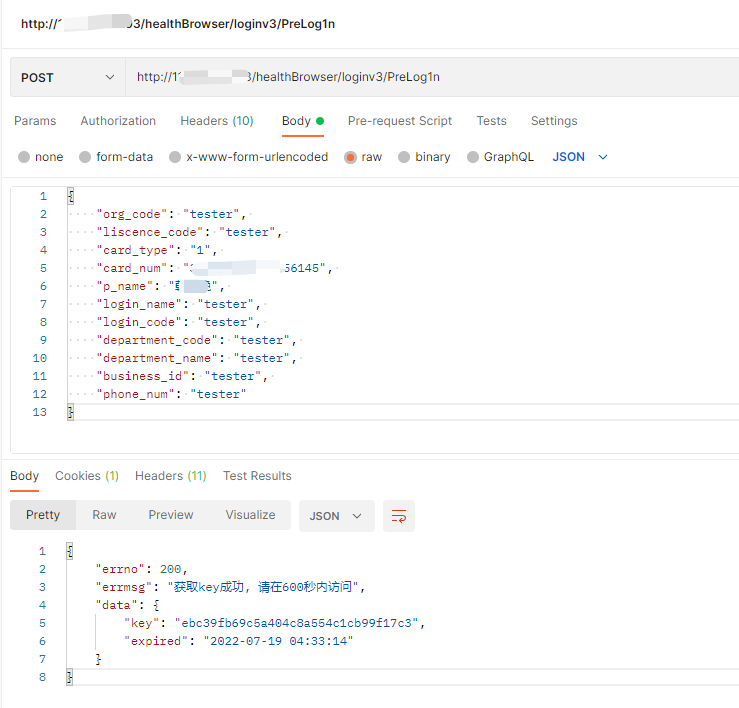 http://3/healthBrowser/loginv3/PreLog1n
POST http://1 3/healthBrowser/loginv3/PreLog1n
Params Authorization Headers (10) Body Pre-request Script Tests Settings
none form-data x-www-form-urlencoded raw binary GraphQL JSON
1 {
2 "org_code": "tester",
3 "liscence_code": "tester",
4 "card_type": "1",
5 "card_num": " 56145",
6 "p_name": " ",
7 "login_name": "tester",
8 "login_code": "tester",
9 "department_code": "tester",
10 "department_name": "tester",
11 "business_id": "tester",
12 "phone_num": "tester"
13 }
Body Cookies (1) Headers (11) Test Results
Pretty Raw Preview Visualize JSON
1 {
2 "errno": 200,
3 "errmsg": "获取key成功, 请在600秒内访问",
4 "data": {
5 "key": "ebc39fb69c5a404c8a554c1cb99f17c3",
6 "expired": "2022-07-19 04:33:14"
7 }
8 }